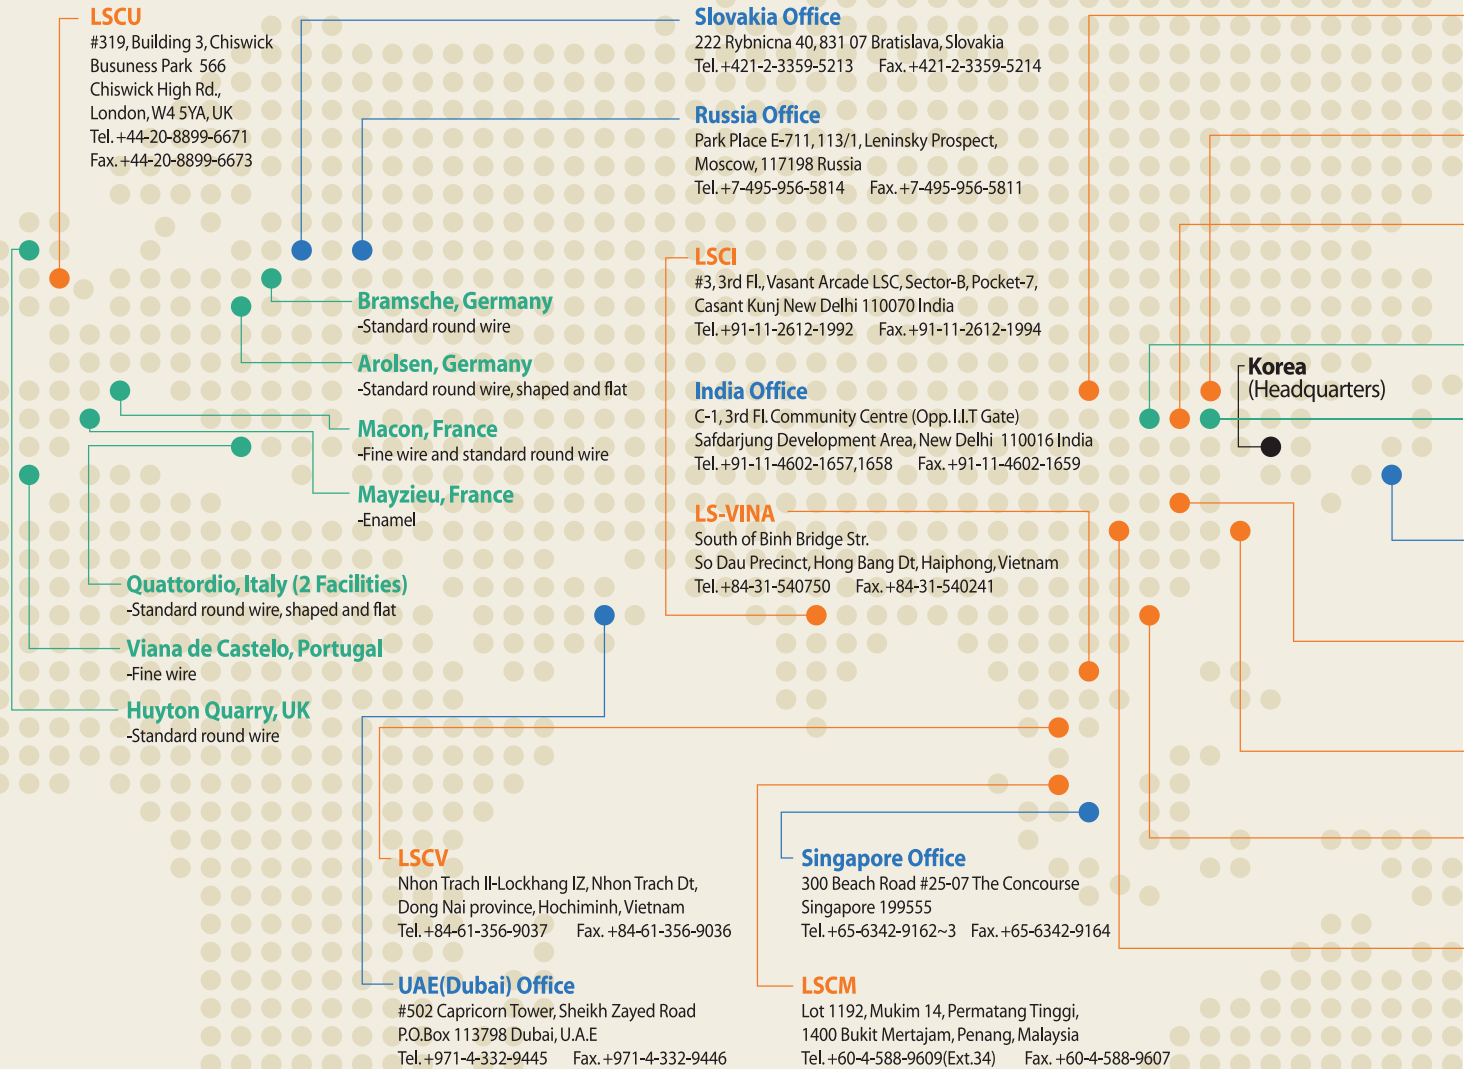 LSCU
#319, Building 3, Chiswick
Busuness Park 566
Chiswick High Rd.,
London, W4 5YA, UK
Tel. +44-20-8899-6671
Fax. +44-20-8899-6673
Slovakia Office
222 Rybnicna 40, 831 07 Bratislava, Slovakia
Tel. +421-2-3359-5213 Fax. +421-2-3359-5214
Russia Office
Park Place E-711, 113/1, Leninsky Prospect,
Moscow, 117198 Russia
Tel. +7-495-956-5814 Fax. +7-495-956-5811
LSCI
#3, 3rd Fl., Vasant Arcade LSC, Sector-B, Pocket-7,
Casant Kunj New Delhi 110070 India
Tel. +91-11-2612-1992 Fax. +91-11-2612-1994
Bramsche, Germany
-Standard round wire
Arolsen, Germany
-Standard round wire, shaped and flat
Macon, France
-Fine wire and standard round wire
Mayzieu, France
-Enamel
Korea
(Headquarters)
India Office
C-1, 3rd Fl. Community Centre (Opp. I.I.T Gate)
Safdarjung Development Area, New Delhi 110016 India
Tel. +91-11-4602-1657,1658 Fax. +91-11-4602-1659
LS-VINA
South of Binh Bridge Str.
So Dau Precinct, Hong Bang Dt, Haiphong, Vietnam
Tel. +84-31-540750 Fax. +84-31-540241
Quattordio, Italy (2 Facilities)
-Standard round wire, shaped and flat
Viana de Castelo, Portugal
-Fine wire
Huyton Quarry, UK
-Standard round wire
LSCV
Nhon Trach II-Lockhang IZ, Nhon Trach Dt,
Dong Nai province, Hochiminh, Vietnam
Tel. +84-61-356-9037 Fax. +84-61-356-9036
Singapore Office
300 Beach Road #25-07 The Concourse
Singapore 199555
Tel. +65-6342-9162~3 Fax. +65-6342-9164
UAE(Dubai) Office
#502 Capricorn Tower, Sheikh Zayed Road
P.O.Box 113798 Dubai, U.A.E
Tel. +971-4-332-9445 Fax. +971-4-332-9446
LSCM
Lot 1192, Mukim 14, Permatang Tinggi,
1400 Bukit Mertajam, Penang, Malaysia
Tel. +60-4-588-9609(Ext.34) Fax. +60-4-588-9607